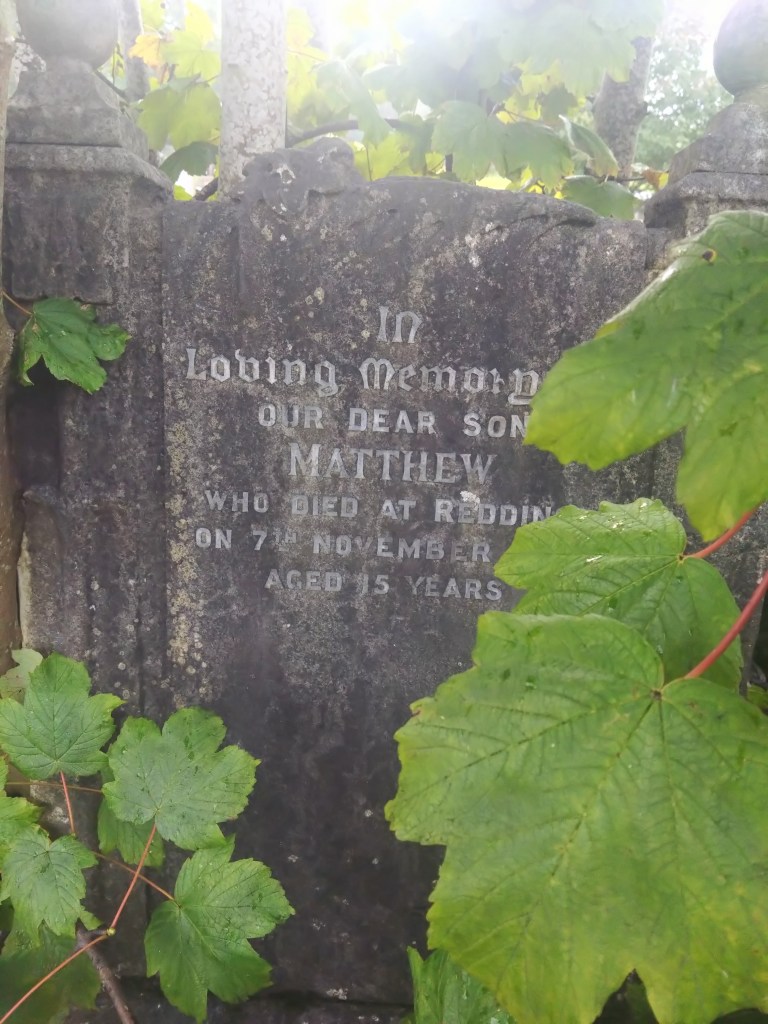 In
Loving Memory
OUR DEAR SON
MATTHEW
WHO DIED AT REDDIN
ON 7TH NOVEMBER
AGED 15 YEARS